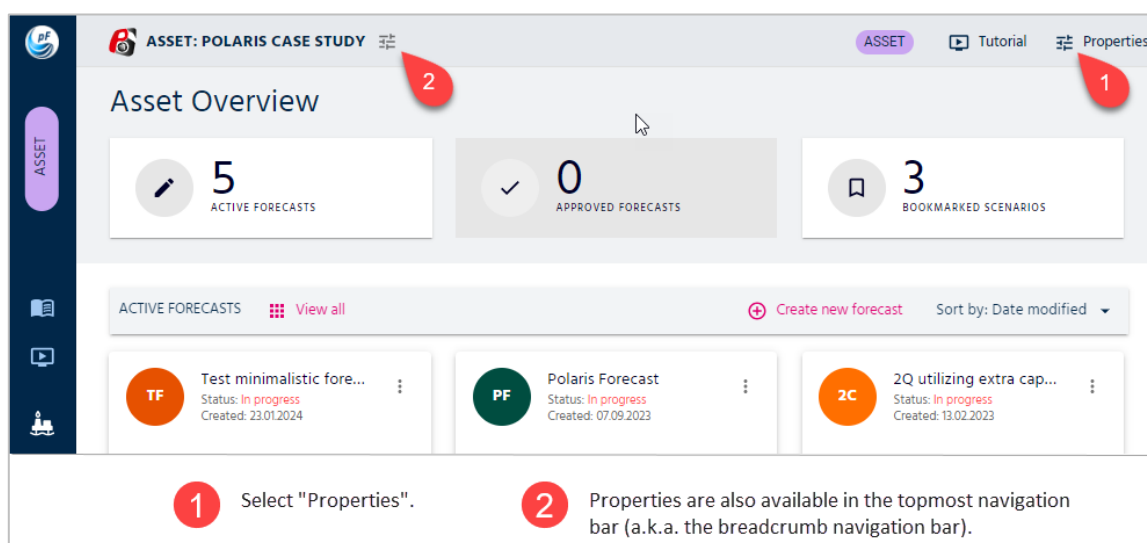 pF
ASSET: POLARIS CASE STUDY
2
ASSET
Tutorial
Properties
1
Asset Overview
ASSET
5
ACTIVE FORECASTS
0
APPROVED FORECASTS
3
BOOKMARKED SCENARIOS
ACTIVE FORECASTS
View all
Create new forecast
Sort by: Date modified
TF
Test minimalistic fore...
Status: In progress
Created: 23.01.2024
PF
Polaris Forecast
Status: In progress
Created: 07.09.2023
2C
2Q utilizing extra cap...
Status: In progress
Created: 13.02.2023
1
Select "Properties".
2
Properties are also available in the topmost navigation
bar (a.k.a. the breadcrumb navigation bar).